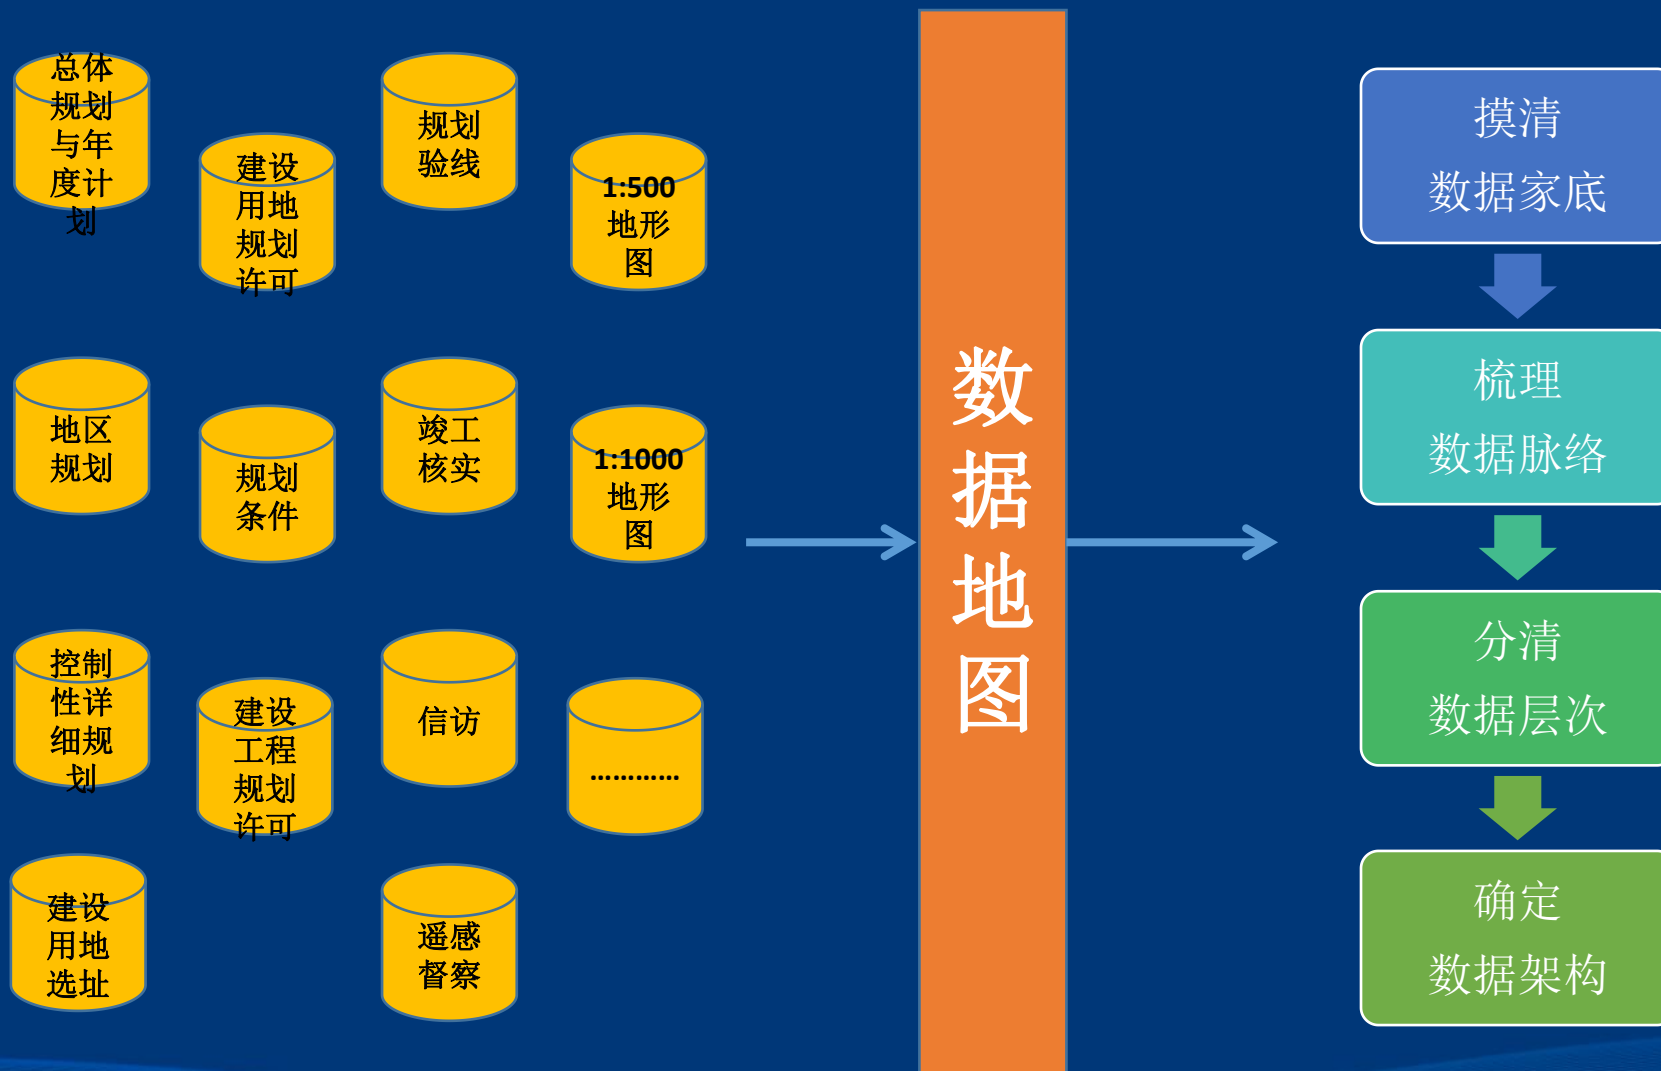 总体
规划
与年
度计
划
建设
用地
规划
许可
规划
验线
1:500
地形
图
地区
规划
规划
条件
竣工
核实
1:1000
地形
图
控制
性详
细规
划
建设
工程
规划
许可
信访
…………
建设
用地
选址
遥感
督察
数
据
地
图
摸清
数据家底
梳理
数据脉络
分清
数据层次
确定
数据架构